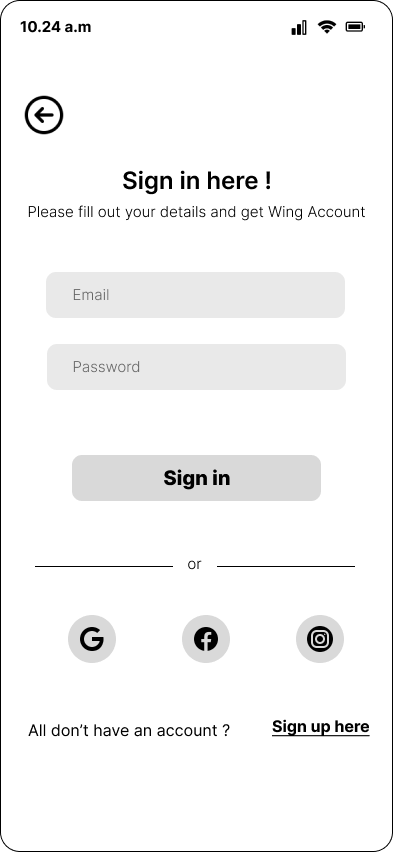 10.24 a.m
Sign in here !
Please fill out your details and get Wing Account
Email
Password
Sign in
or
All don’t have an account ? Sign up here